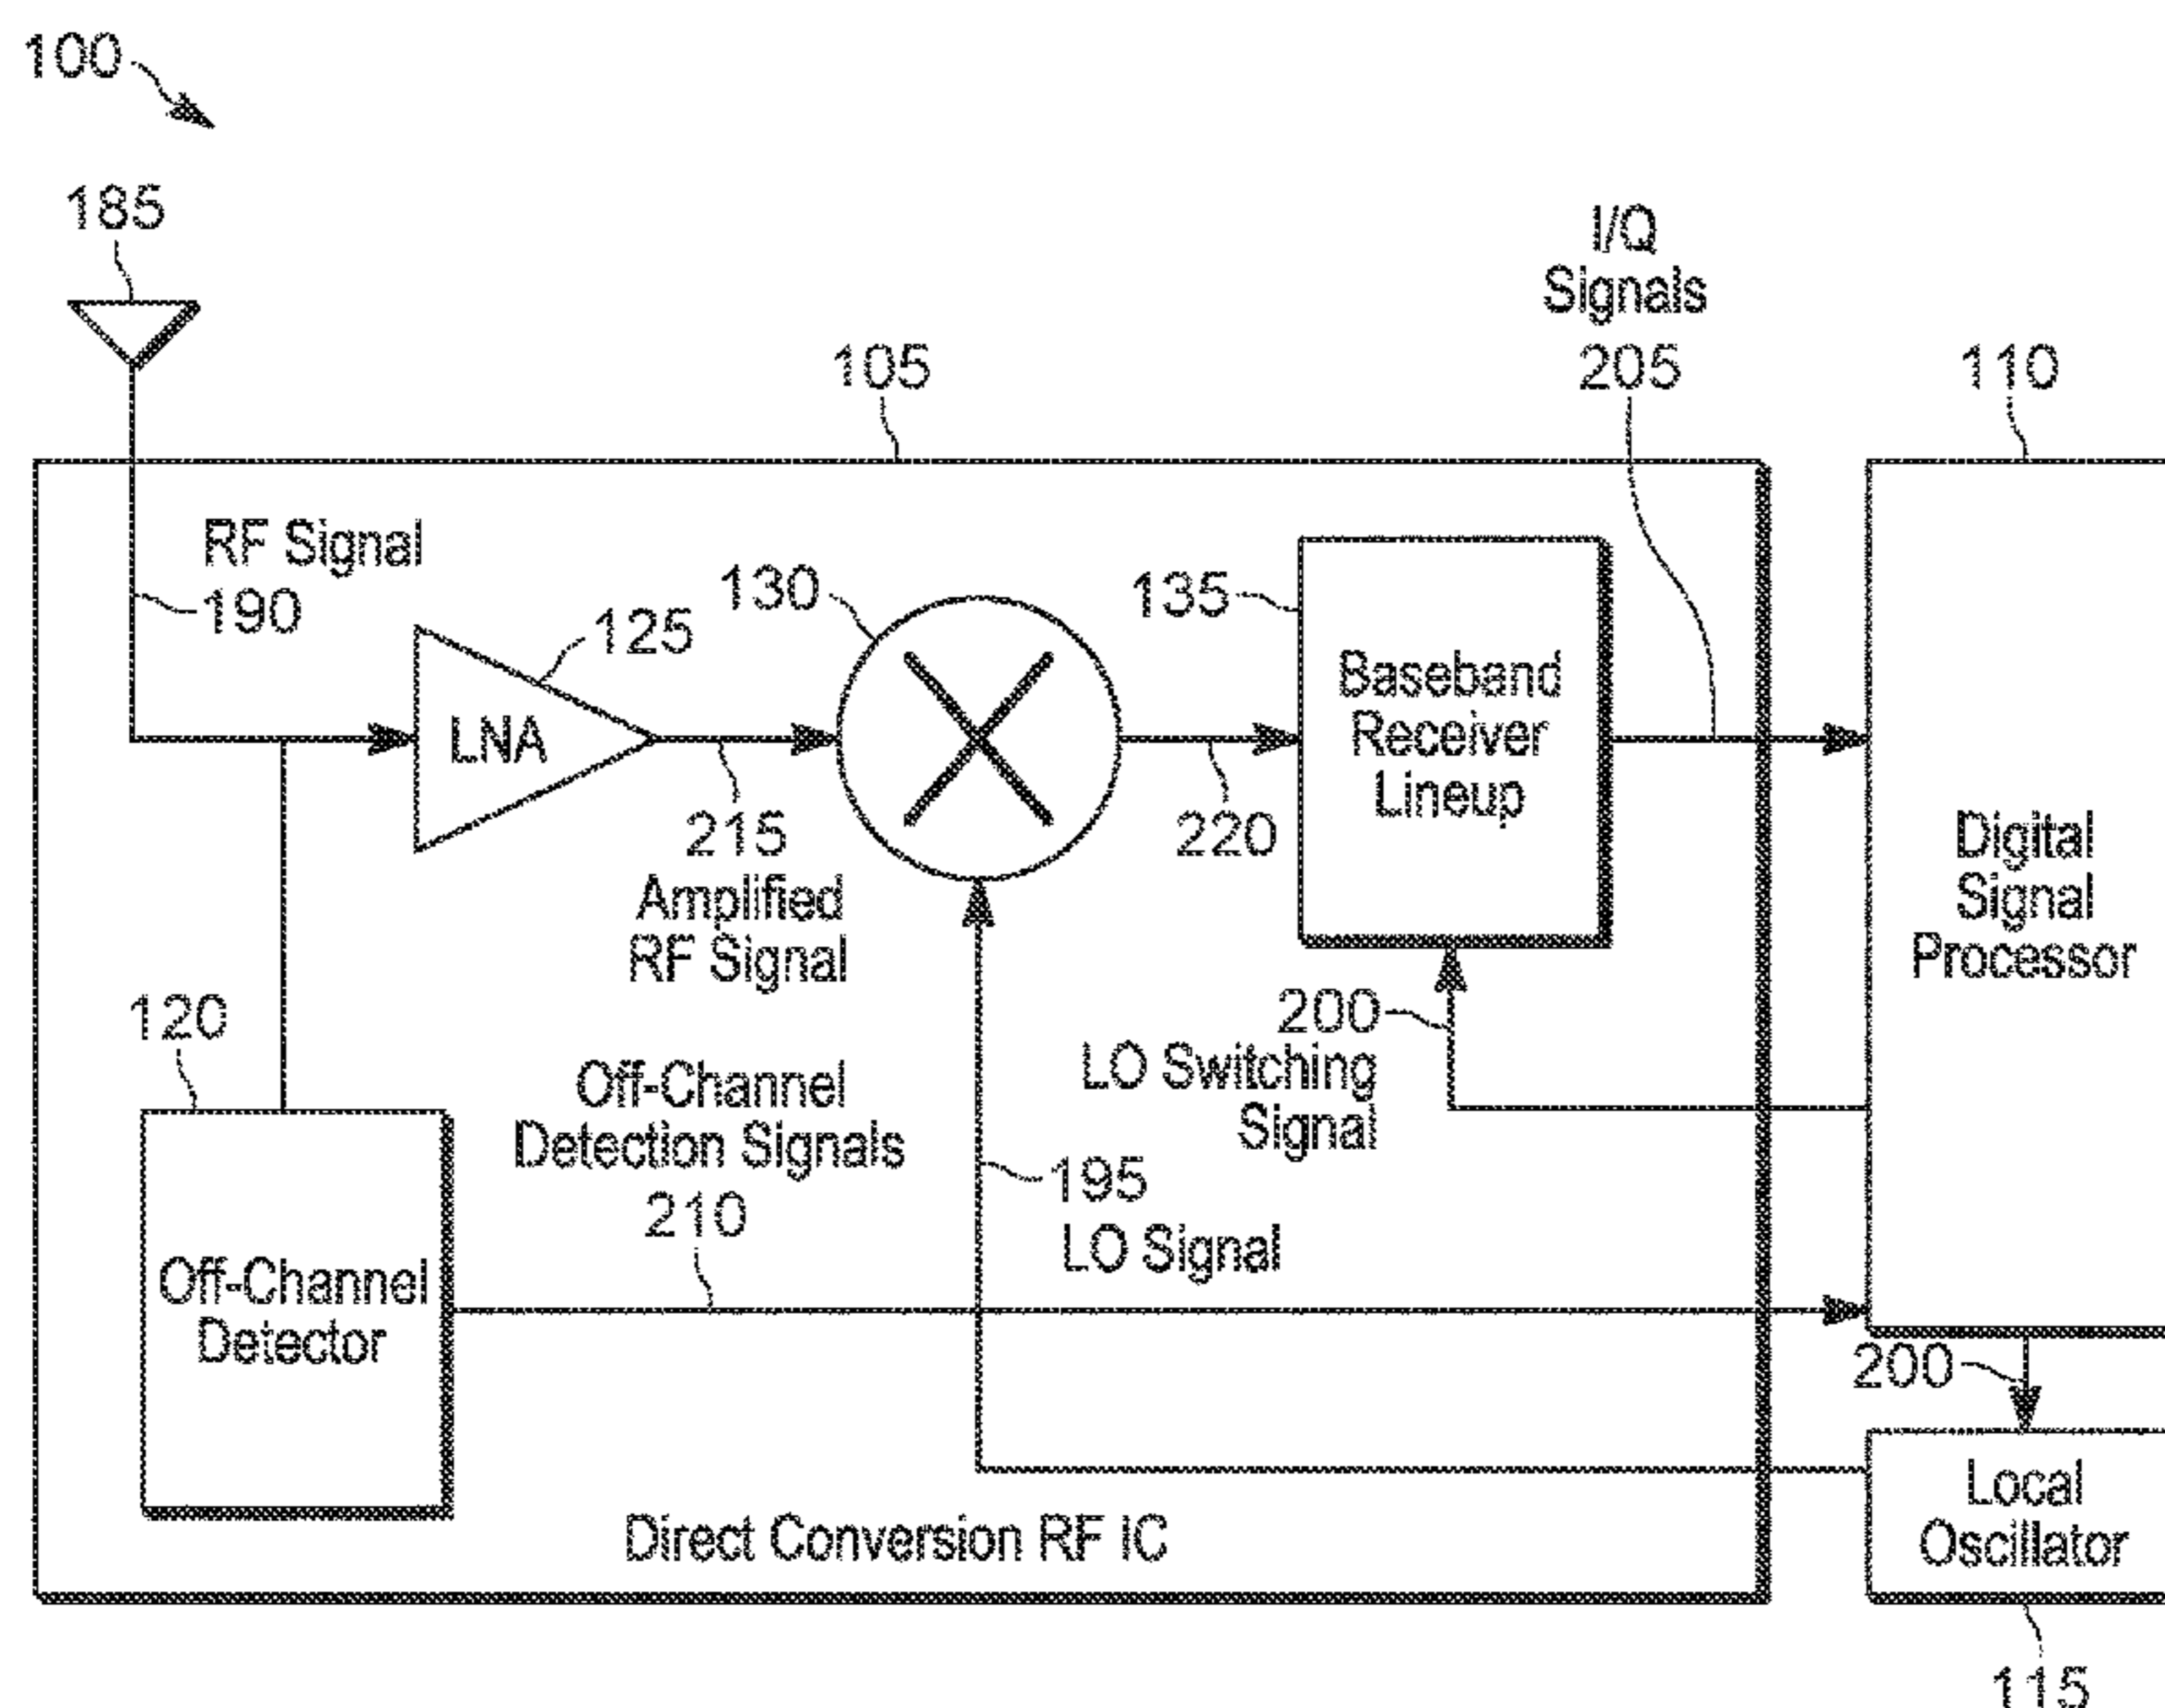 100
185
I/Q
Signals
205
105
110
RF Signal
190
125
130
135
LNA
Baseband
Receiver
Lineup
215
Amplified
RF Signal
220
Digital
Signal
Processor
120
200
LO Switching
Signal
Off-Channel
Detection Signals
210
195
LO Signal
Off-Channel
Detector
200
Local
Oscillator
Direct Conversion RF IC
115